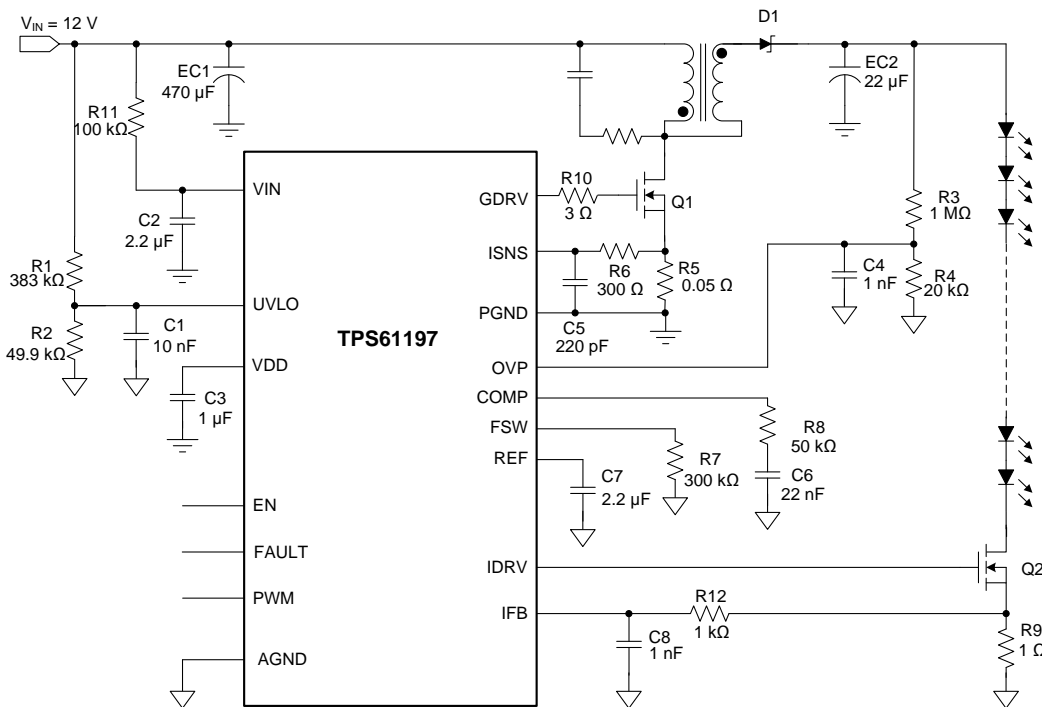 V_IN = 12 V
D1
EC1
470 µF
EC2
22 µF
R11
100 kΩ
VIN
C2
2.2 µF
GDRV
R10
3 Ω
Q1
R3
1 MΩ
ISNS
R6
300 Ω
R5
0.05 Ω
C4
1 nF
R4
20 kΩ
R1
383 kΩ
UVLO
PGND
C5
220 pF
R2
49.9 kΩ
C1
10 nF
TPS61197
VDD
OVP
C3
1 µF
COMP
FSW
REF
R8
50 kΩ
R7
300 kΩ
C6
22 nF
C7
2.2 µF
EN
FAULT
PWM
AGND
IDRV
Q2
IFB
R12
1 kΩ
C8
1 nF
R9
1 Ω